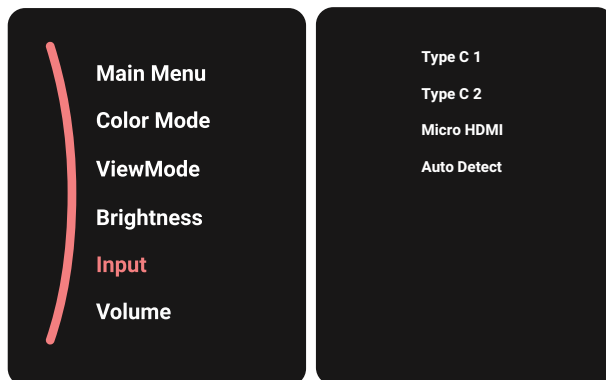 Main Menu
Color Mode
ViewMode
Brightness
Input
Volume
Type C 1
Type C 2
Micro HDMI
Auto Detect